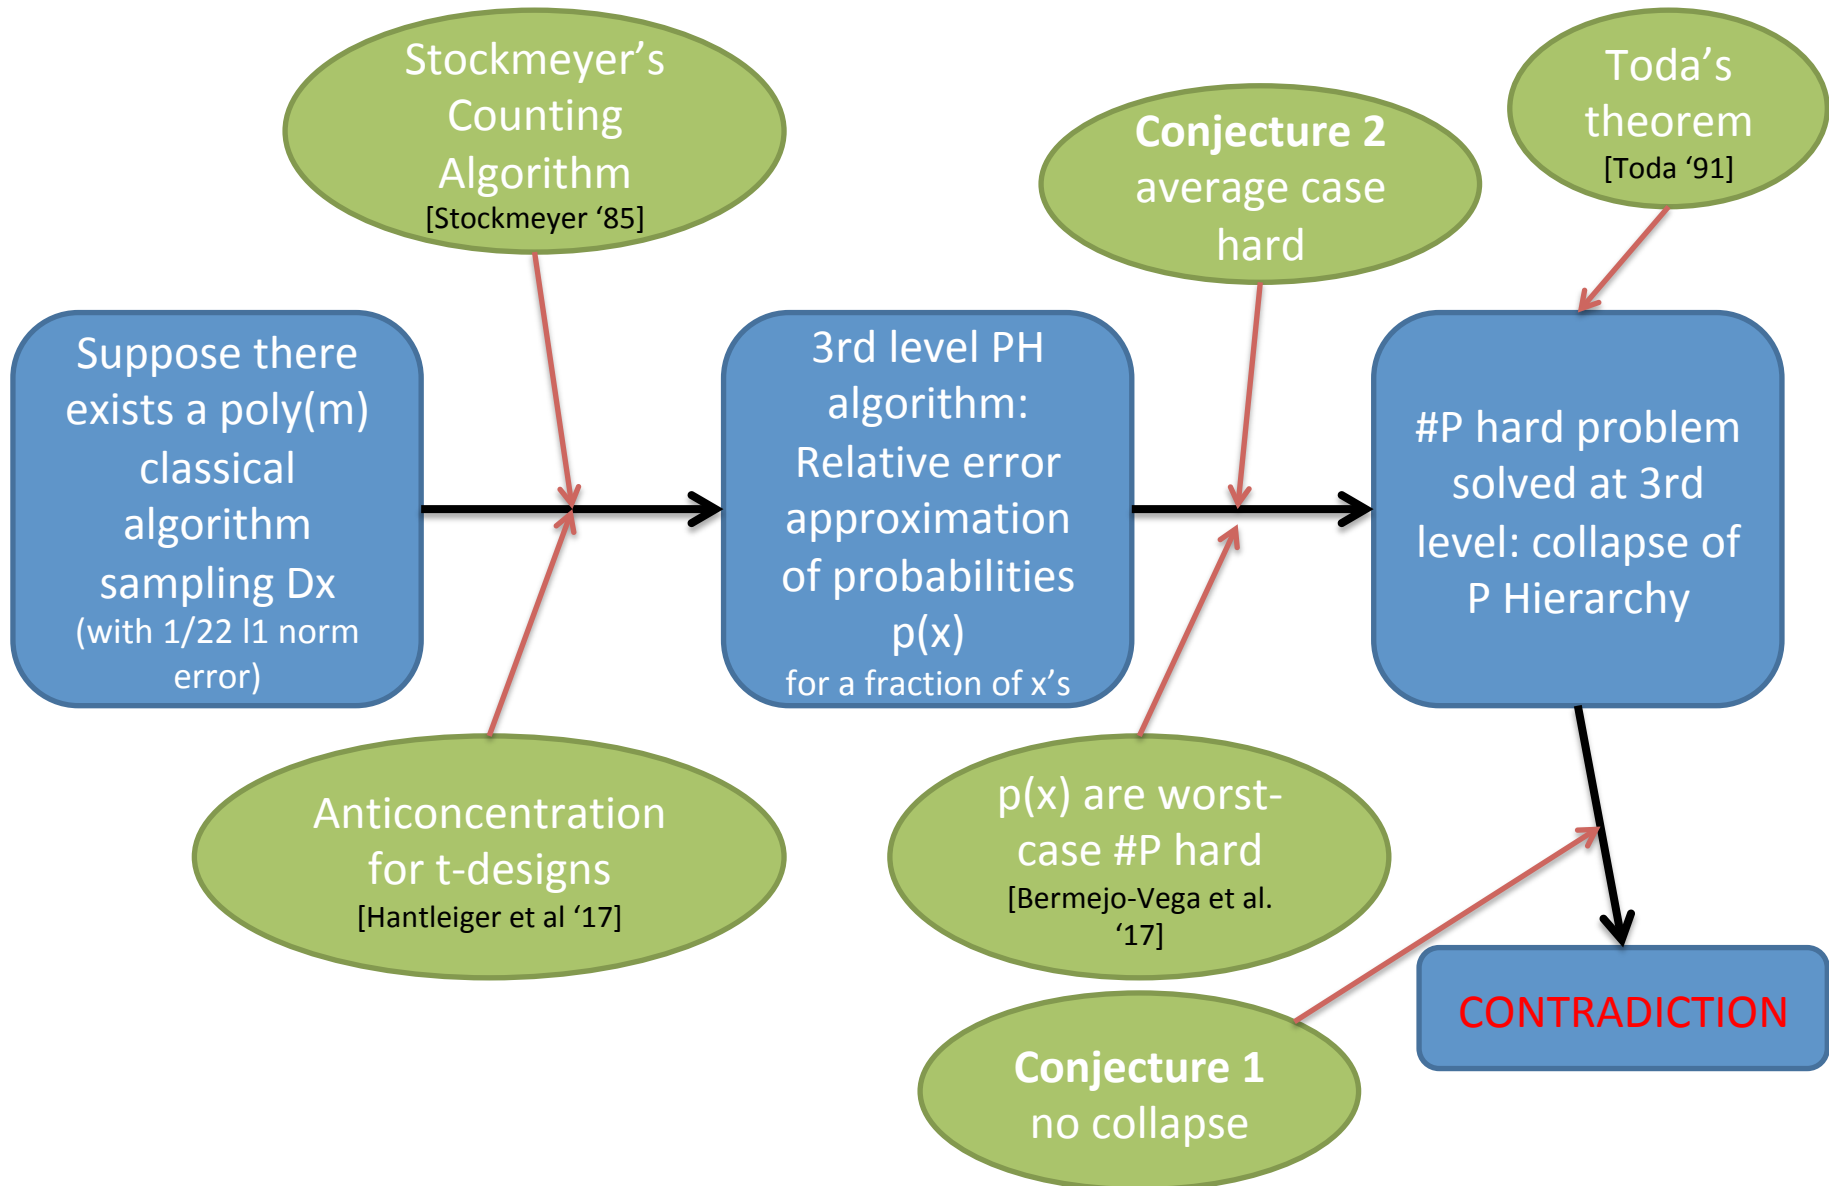 Stockmeyer’s
Counting
Algorithm
[Stockmeyer ‘85]
Conjecture 2
average case
hard
Toda’s
theorem
[Toda ‘91]
Suppose there
exists a poly(m)
classical
algorithm
sampling Dx
(with 1/22 l1 norm
error)
3rd level PH
algorithm:
Relative error
approximation
of probabilities
p(x)
for a fraction of x’s
#P hard problem
solved at 3rd
level: collapse of
P Hierarchy
Anticoncentration
for t-designs
[Hantleiger et al ‘17]
p(x) are worst-
case #P hard
[Bermejo-Vega et al.
‘17]
Conjecture 1
no collapse
CONTRADICTION